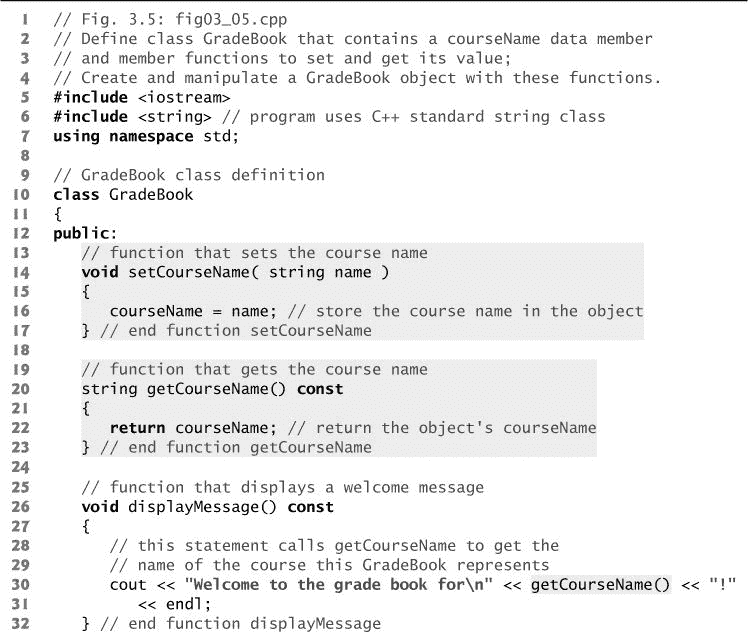 1 // Fig. 3.5: fig03_05.cpp
2 // Define class GradeBook that contains a courseName data member
3 // and member functions to set and get its value;
4 // Create and manipulate a GradeBook object with these functions.
5 #include <iostream>
6 #include <string> // program uses C++ standard string class
7 using namespace std;
8
9 // GradeBook class definition
10 class GradeBook
11 {
12 public:
13    // function that sets the course name
14    void setCourseName( string name )
15    {
16       courseName = name; // store the course name in the object
17    } // end function setCourseName
18
19    // function that gets the course name
20    string getCourseName() const
21    {
22       return courseName; // return the object's courseName
23    } // end function getCourseName
24
25    // function that displays a welcome message
26    void displayMessage() const
27    {
28       // this statement calls getCourseName to get the
29       // name of the course this GradeBook represents
30       cout << "Welcome to the grade book for\n" << getCourseName() << "!"
31          << endl;
32    } // end function displayMessage